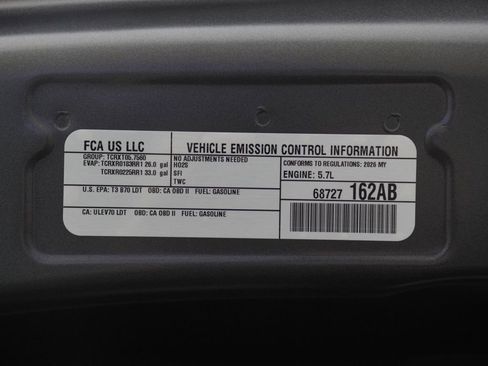 FCA US LLC
VEHICLE EMISSION CONTROL INFORMATION
GROUP: TCRXT05.7560
EVAP: TCRXR0183RR1 26.0 gal
TCRXR0225RR1 33.0 gal
NO ADJUSTMENTS NEEDED
HO2S
SFI
TWC
CONFORMS TO REGULATIONS: 2026 MY
ENGINE: 5.7L
U.S. EPA: T3 B70 LDT OBD: CA OBD II FUEL: GASOLINE
CA: ULEV70 LDT OBD: CA OBD II FUEL: GASOLINE
68727 162AB